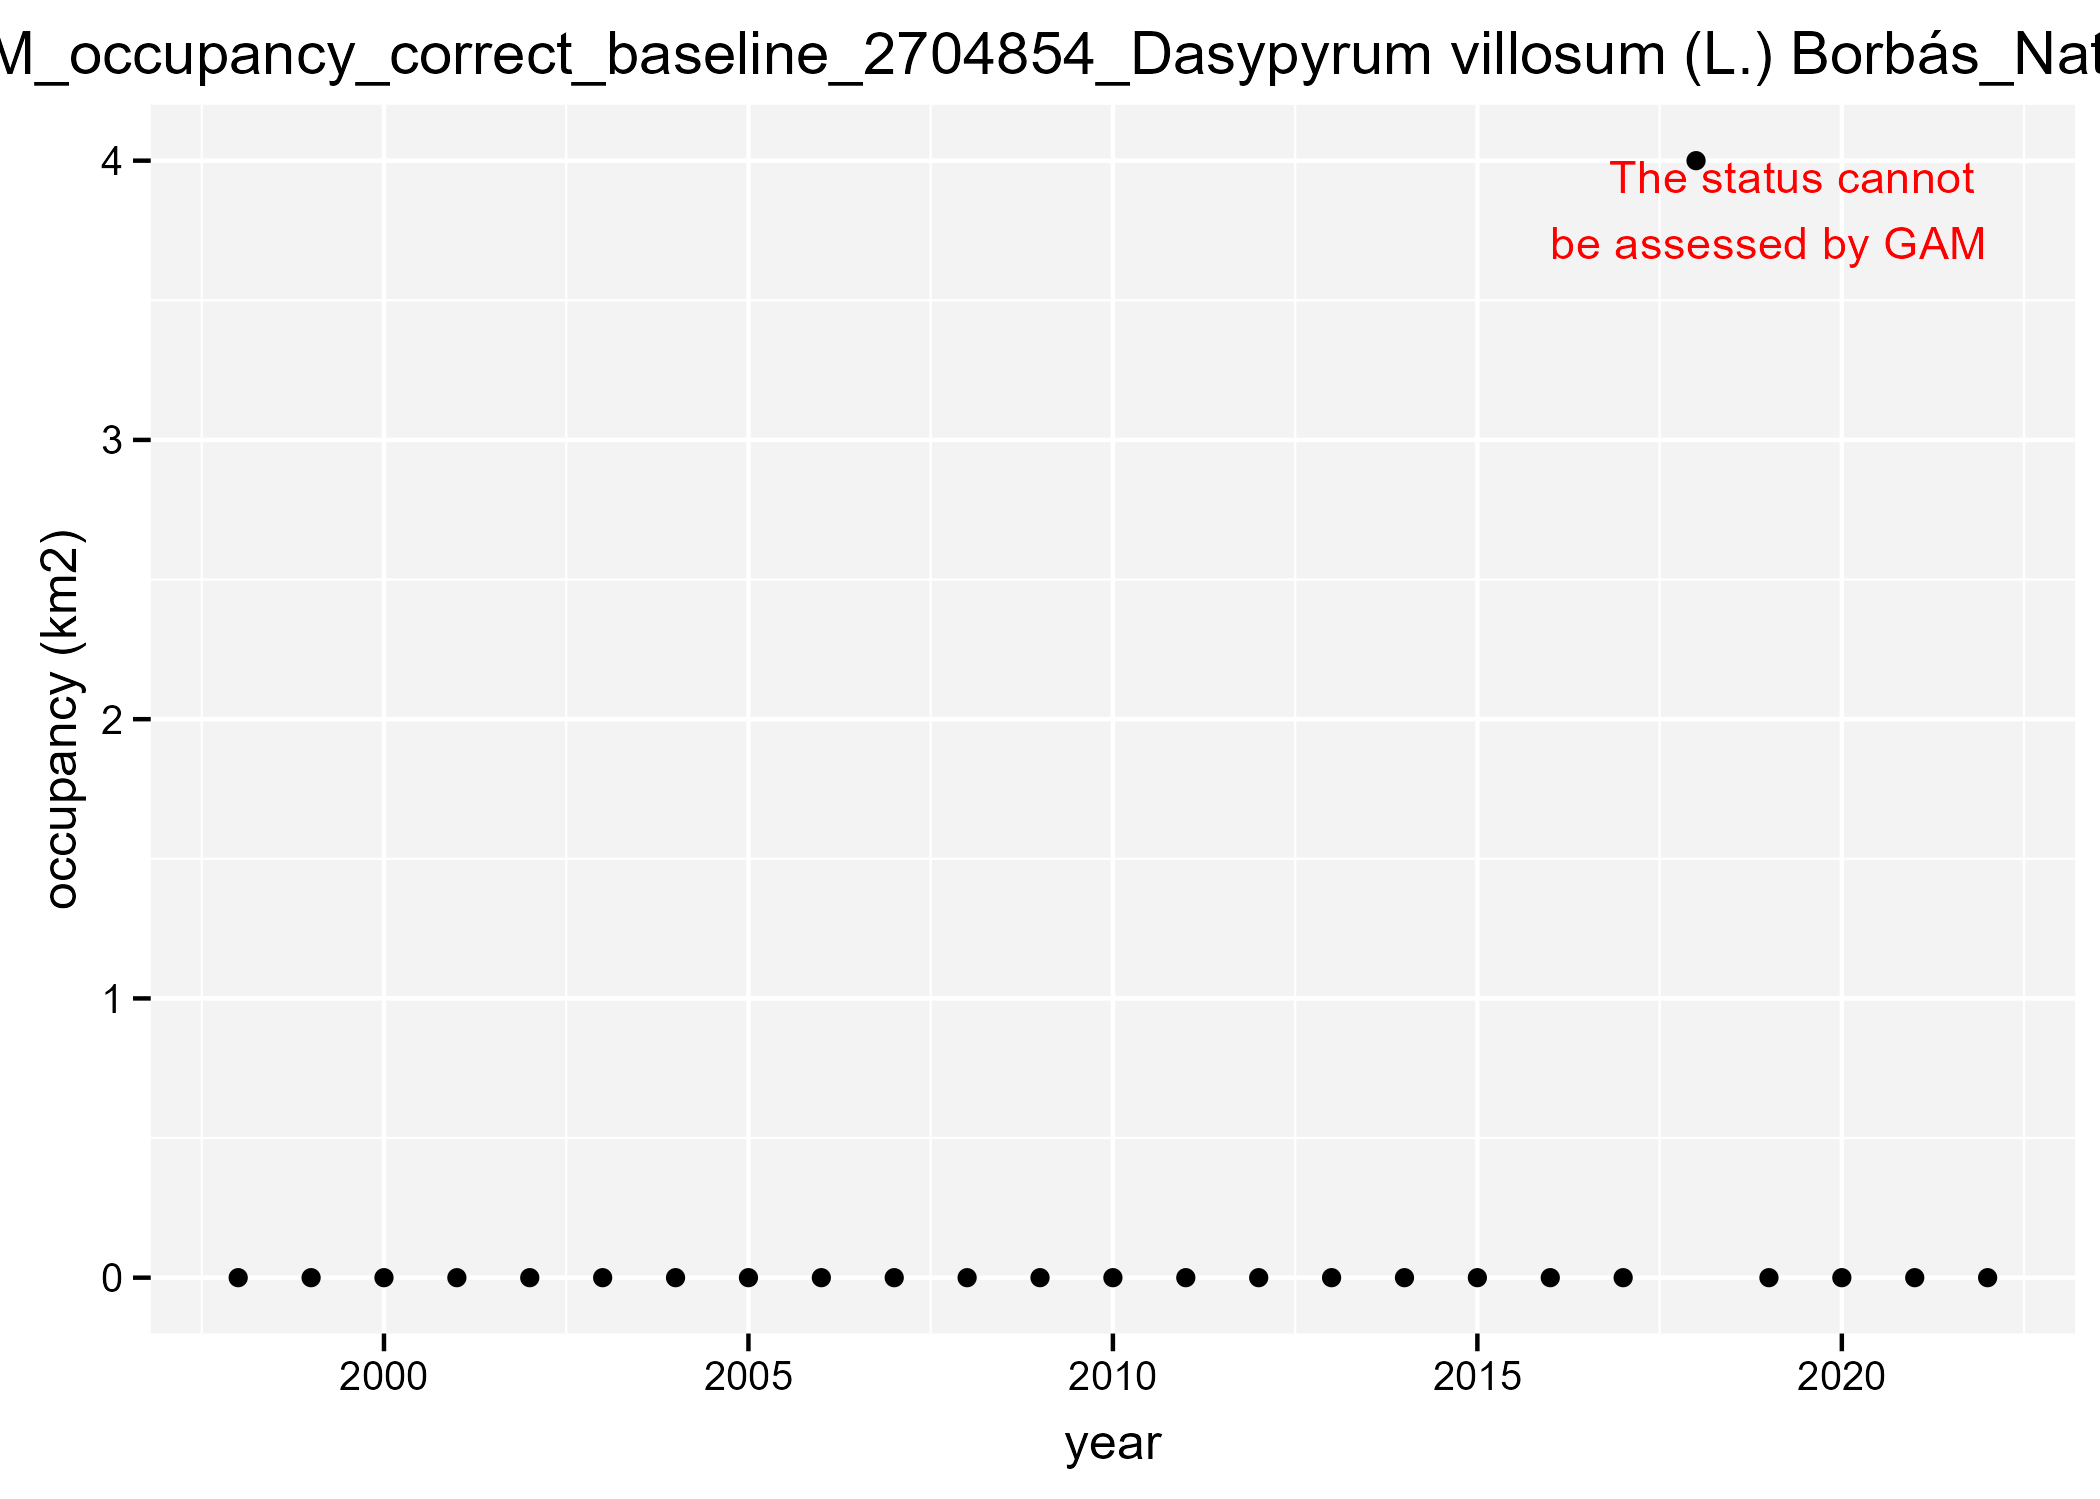 M_occupancy_correct_baseline_2704854_Dasypyrum villosum (L.) Borbás_Nat
4
The status cannot
be assessed by GAM
3
occupancy (km2)
2
1
0
2000 2005 2010 2015 2020
year